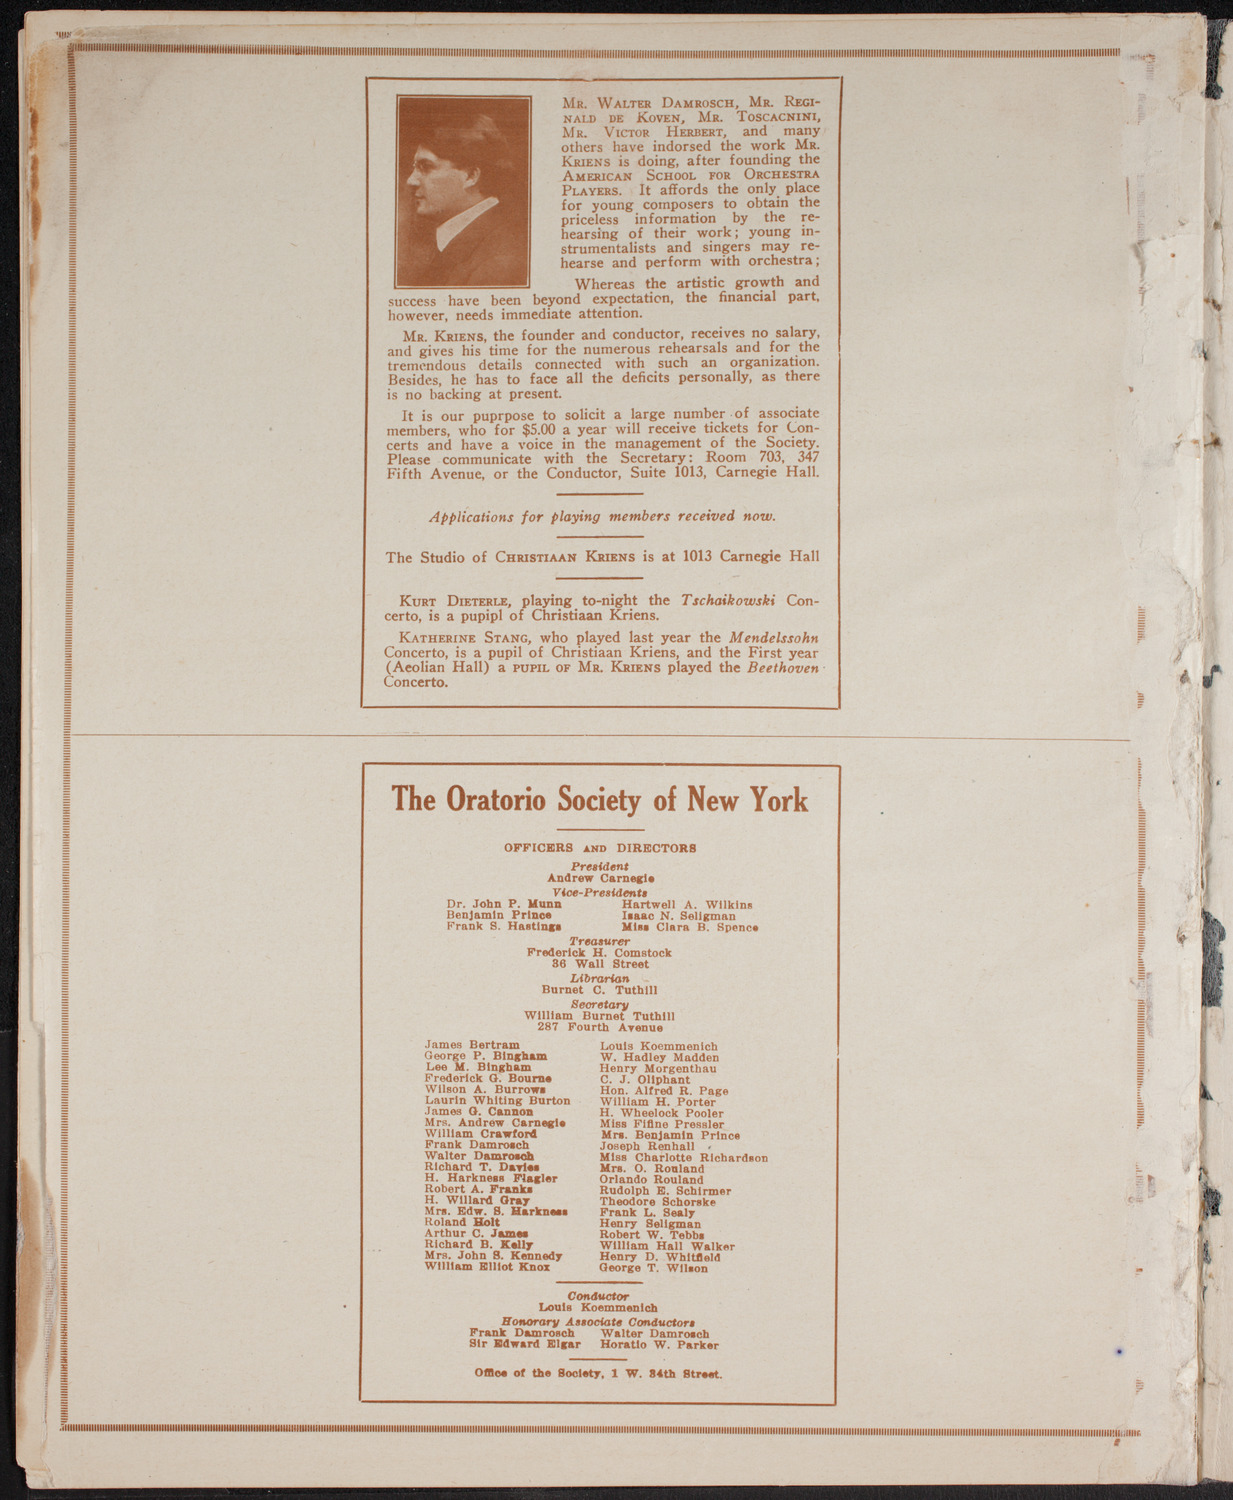 Mr. Walter Damrosch, Mr. Regi-
nald de Koven, Mr. Toscacnini,
Mr. Victor Herbert, and many
others have indorsed the work Mr.
Kriens is doing, after founding the
American School for Orchestra
Players. It affords the only place
for young composers to obtain the
priceless information by the re-
hearsing of their work; young in-
strumentalists and singers may re-
hearse and perform with orchestra;
Whereas the artistic growth and
success have been beyond expectation, the financial part,
however, needs immediate attention.
Mr. Kriens, the founder and conductor, receives no salary,
and gives his time for the numerous rehearsals and for the
tremendous details connected with such an organization.
Besides, he has to face all the deficits personally, as there
is no backing at present.
It is our puprpose to solicit a large number of associate
members, who for $5.00 a year will receive tickets for Con-
certs and have a voice in the management of the Society.
Please communicate with the Secretary: Room 703, 347
Fifth Avenue, or the Conductor, Suite 1013, Carnegie Hall.
Applications for playing members received now.
The Studio of Christiaan Kriens is at 1013 Carnegie Hall
Kurt Dieterle, playing to-night the Tschaikowski Con-
certo, is a pupipl of Christiaan Kriens.
Katherine Stang, who played last year the Mendelssohn
Concerto, is a pupil of Christiaan Kriens, and the First year
(Aeolian Hall) a pupil of Mr. Kriens played the Beethoven
Concerto.
The Oratorio Society of New York
OFFICERS AND DIRECTORS
President
Andrew Carnegie
Vice-Presidents
Dr. John P. Munn Hartwell A. Wilkins
Benjamin Prince Isaac N. Seligman
Frank S. Hastings Miss Clara B. Spence
Treasurer
Frederick H. Comstock
36 Wall Street
Librarian
Burnet C. Tuthill
Secretary
William Burnet Tuthill
287 Fourth Avenue
James Bertram
George P. Bingham
Lee M. Bingham
Frederick G. Bourne
Wilson A. Burrows
Laurin Whiting Burton
James G. Cannon
Mrs. Andrew Carnegie
William Crawford
Frank Damrosch
Walter Damrosch
Richard T. Davies
H. Harkness Flagler
Robert A. Franks
H. Willard Gray
Mrs. Edw. S. Harkness
Roland Holt
Arthur C. James
Richard B. Kelly
Mrs. John S. Kennedy
William Elliot Knox
Louis Koemmenich
W. Hadley Madden
Henry Morgenthau
C. J. Oliphant
Hon. Alfred R. Page
William H. Porter
H. Wheelock Pooler
Miss Fifine Pressler
Mrs. Benjamin Prince
Joseph Renhall
Miss Charlotte Richardson
Mrs. O. Rouland
Orlando Rouland
Rudolph E. Schirmer
Theodore Schorske
Frank L. Sealy
Henry Seligman
Robert W. Tebbs
William Hall Walker
Henry D. Whitfield
George T. Wilson
Conductor
Louis Koemmenich
Honorary Associate Conductors
Frank Damrosch Walter Damrosch
Sir Edward Elgar Horatio W. Parker
Office of the Society, 1 W. 34th Street.